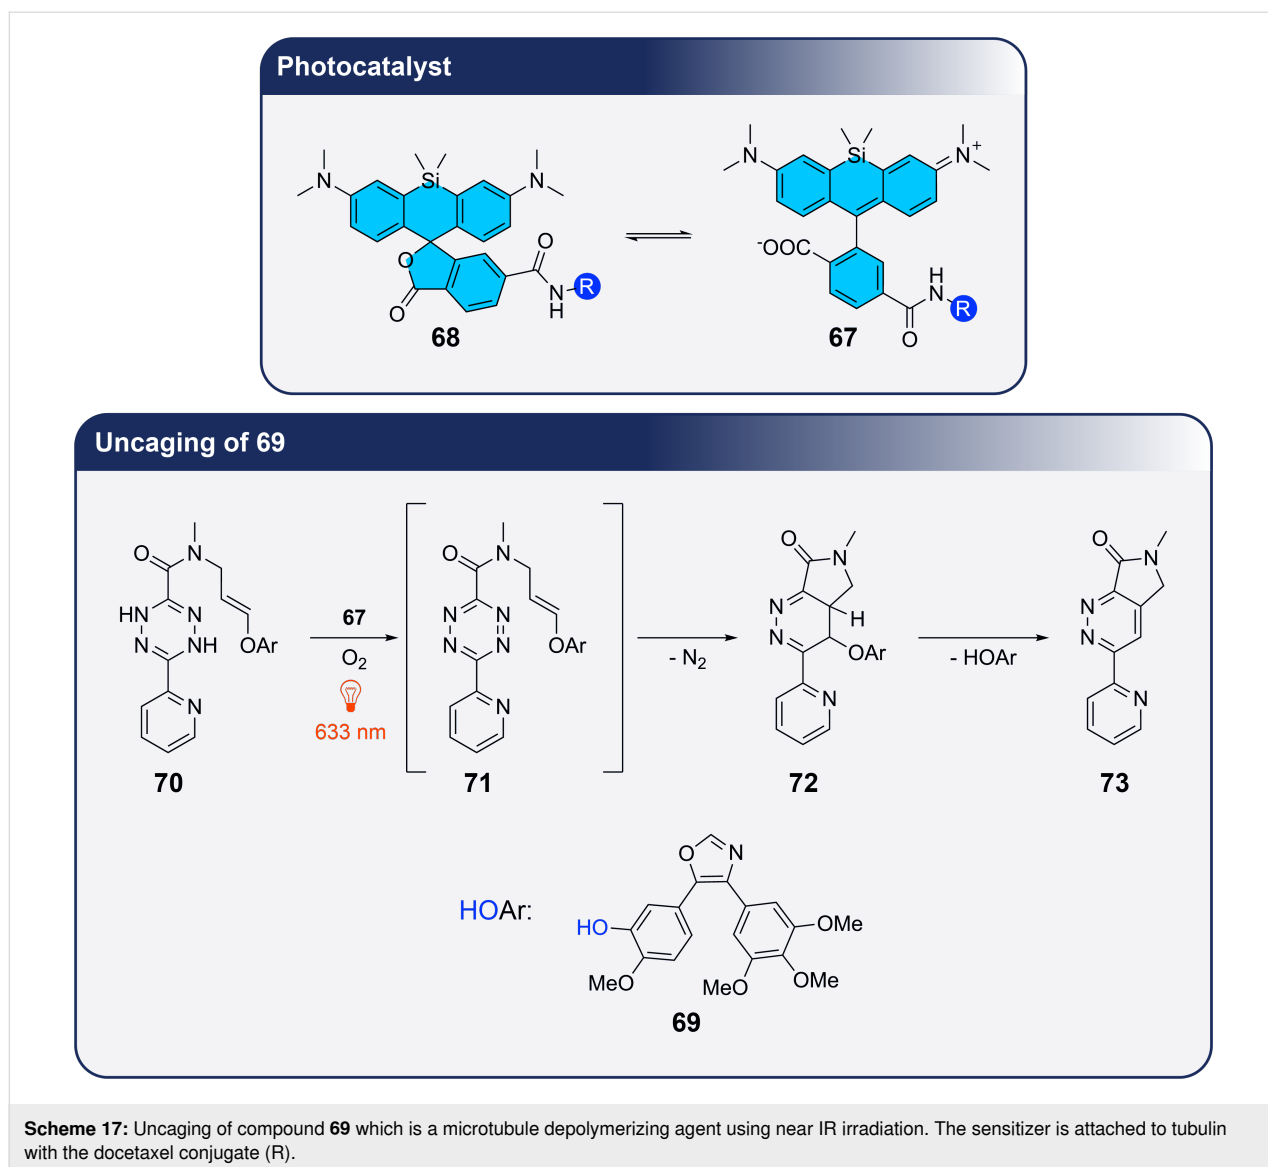 Photocatalyst
N Si N
O O O N H R
68
N Si N+
-OOC H N R O
67
Uncaging of 69
O N HN N N NH OAr N
70
67
O2
633 nm
O N N N N N OAr N
71
- N2
O N N N H OAr N
72
- HOAr
O N N N N
73
HOAr:
O N
HO OMe
MeO MeO OMe
69
Scheme 17: Uncaging of compound 69 which is a microtubule depolymerizing agent using near IR irradiation. The sensitizer is attached to tubulin
with the docetaxel conjugate (R).